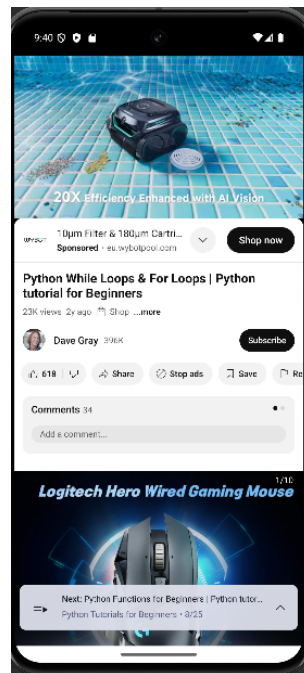 9:40
20X Efficiency Enhanced with AI Vision
WYBOT
10μm Filter & 180μm Cartri...
Sponsored · eu.wybotpool.com
Shop now
Python While Loops & For Loops | Python
tutorial for Beginners
23K views 2y ago Shop ...more
Dave Gray 396K
Subscribe
618 Share Stop ads Save Re
Comments 34
Add a comment...
1/10
Logitech Hero Wired Gaming Mouse
Next: Python Functions for Beginners | Python tutor...
Python Tutorials for Beginners · 8/25